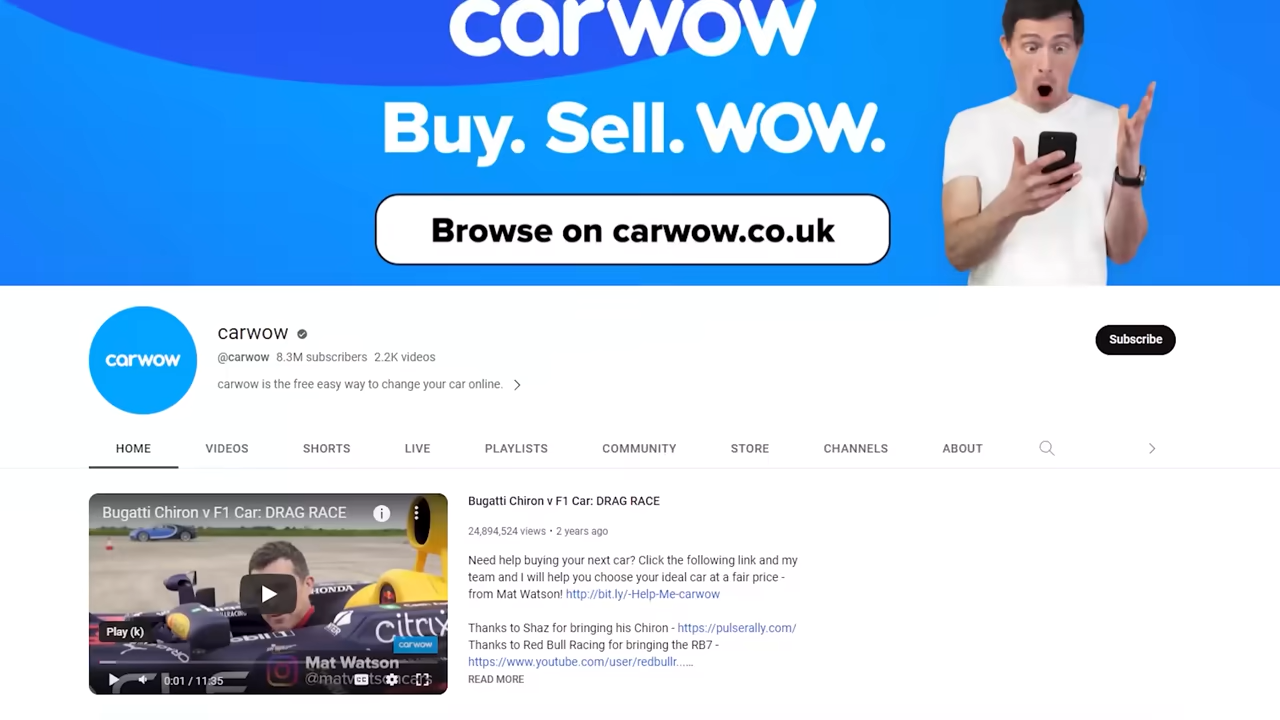 carwow
Buy. Sell. WOW.
Browse on carwow.co.uk
carwow
carwow
@carwow 8.3M subscribers 2.2K videos
carwow is the free easy way to change your car online.
Subscribe
HOME VIDEOS SHORTS LIVE PLAYLISTS COMMUNITY STORE CHANNELS ABOUT
Bugatti Chiron v F1 Car: DRAG RACE
HONDA
citrix
carwow
Play (k)
Mat Watson
@matwatsoncars
0:01 / 11:35
Bugatti Chiron v F1 Car: DRAG RACE
24,894,524 views • 2 years ago
Need help buying your next car? Click the following link and my
team and I will help you choose your ideal car at a fair price -
from Mat Watson! http://bit.ly/-Help-Me-carwow
Thanks to Shaz for bringing his Chiron - https://pulserally.com/
Thanks to Red Bull Racing for bringing the RB7 -
https://www.youtube.com/user/redbullr...…
READ MORE